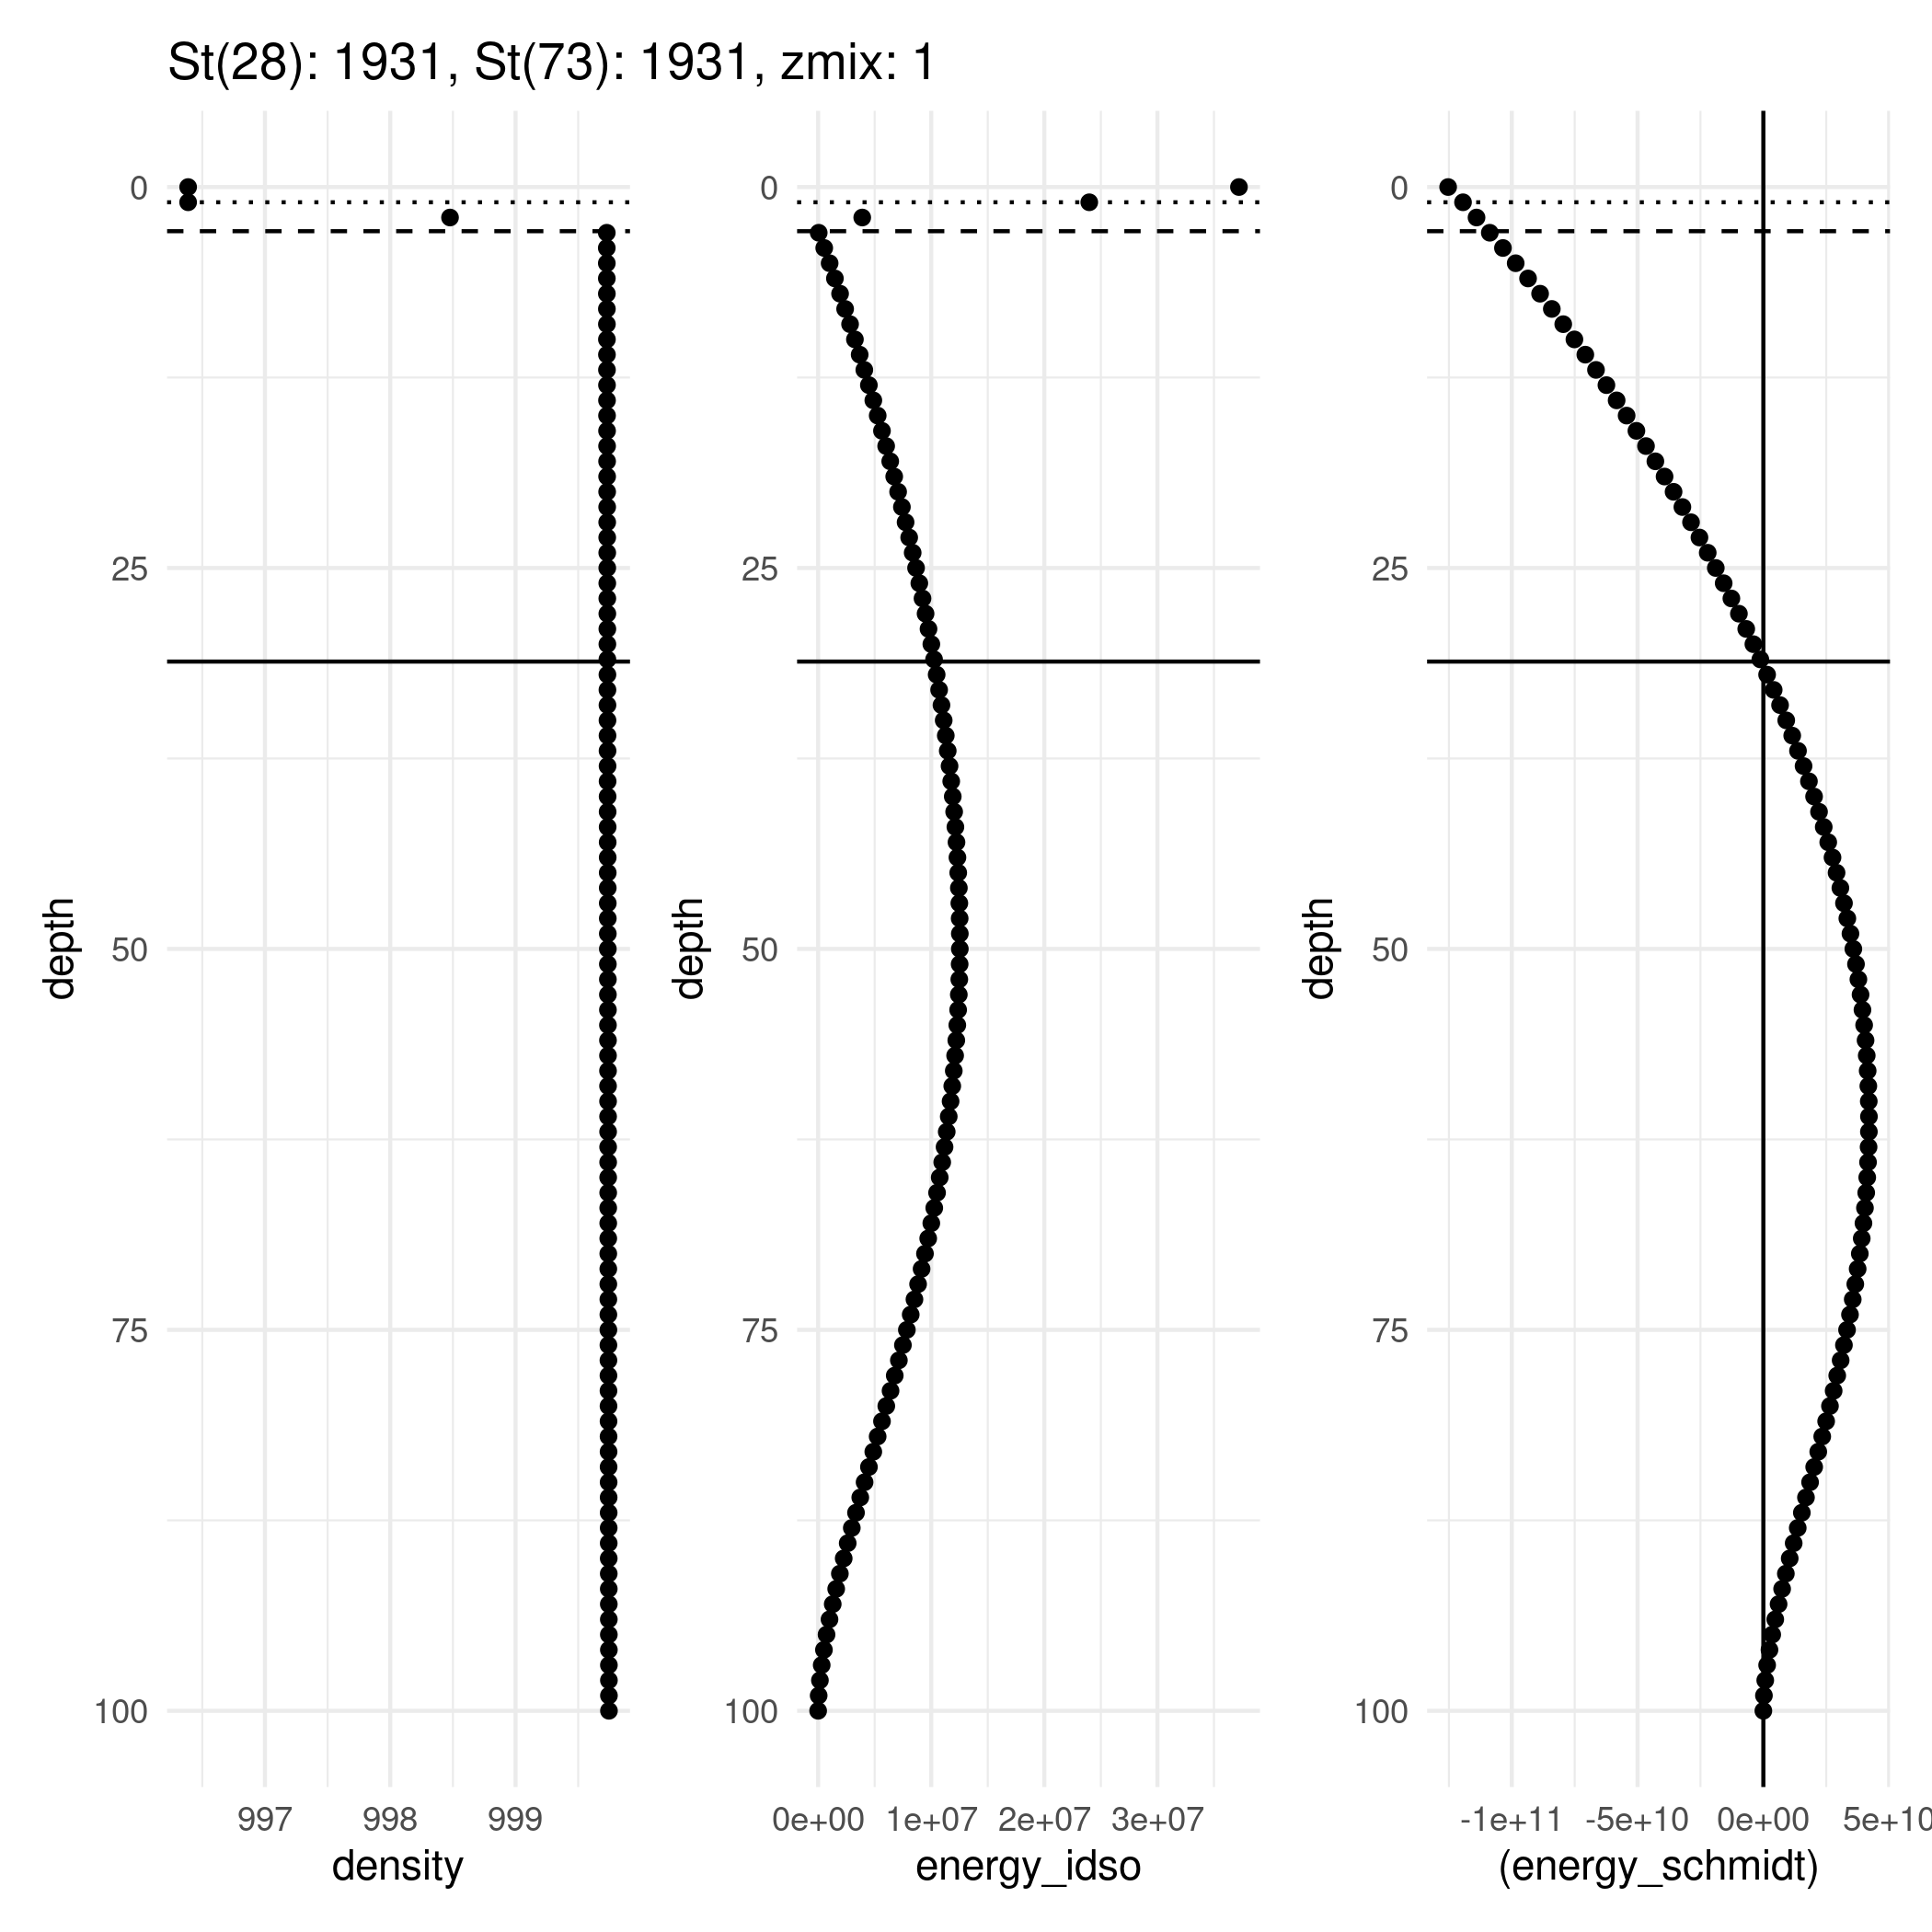 St(28): 1931, St(73): 1931, zmix: 1
depth
0
25
50
75
100
997 998 999
density
depth
0
25
50
75
100
0e+00 1e+07 2e+07 3e+07
energy_idso
depth
0
25
50
75
100
-1e+11 -5e+10 0e+00 5e+10
(energy_schmidt)